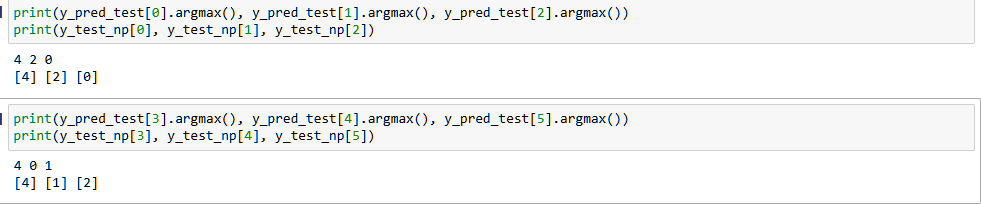 print(y_pred_test[0].argmax(), y_pred_test[1].argmax(), y_pred_test[2].argmax())
print(y_test_np[0], y_test_np[1], y_test_np[2])
4 2 0
[4] [2] [0]
print(y_pred_test[3].argmax(), y_pred_test[4].argmax(), y_pred_test[5].argmax())
print(y_test_np[3], y_test_np[4], y_test_np[5])
4 0 1
[4] [1] [2]